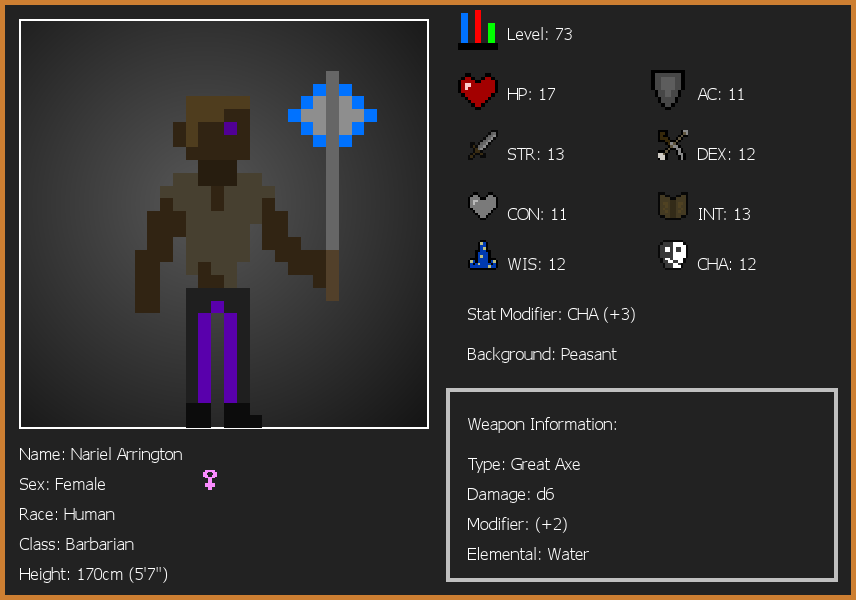 Level: 73
HP: 17
AC: 11
STR: 13
DEX: 12
CON: 11
INT: 13
WIS: 12
CHA: 12
Stat Modifier: CHA (+3)
Background: Peasant
Weapon Information:
Type: Great Axe
Damage: d6
Modifier: (+2)
Elemental: Water
Name: Nariel Arrington
Sex: Female
Race: Human
Class: Barbarian
Height: 170cm (5'7")